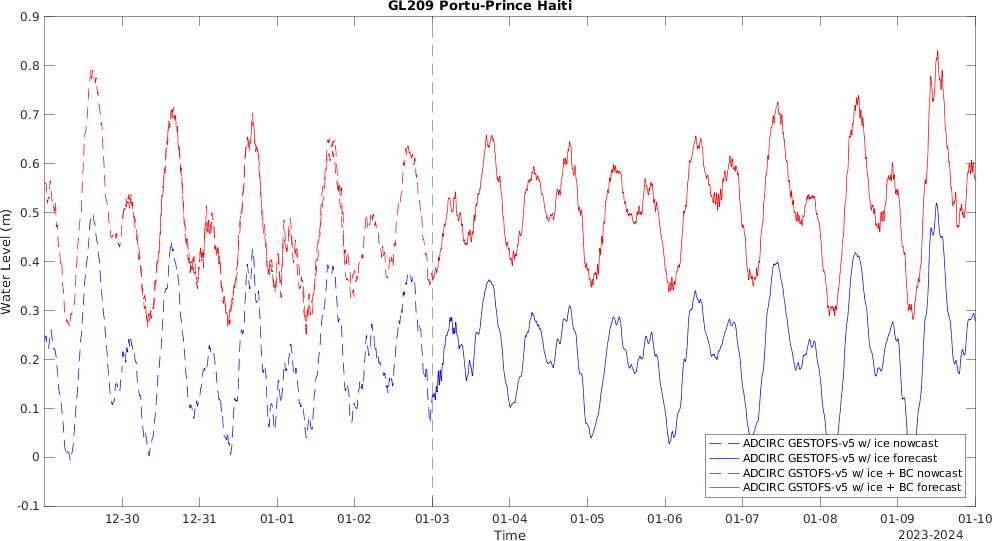 GL209 Portu-Prince Haiti
0.9
0.8
0.7
0.6
0.5
0.4
0.3
0.2
0.1
0
-0.1
Water Level (m)
ADCIRC GESTOFS-v5 w/ ice nowcast
ADCIRC GESTOFS-v5 w/ ice forecast
ADCIRC GSTOFS-v5 w/ ice + BC nowcast
ADCIRC GSTOFS-v5 w/ ice + BC forecast
12-30 12-31 01-01 01-02 01-03 01-04 01-05 01-06 01-07 01-08 01-09 01-10
Time
2023-2024